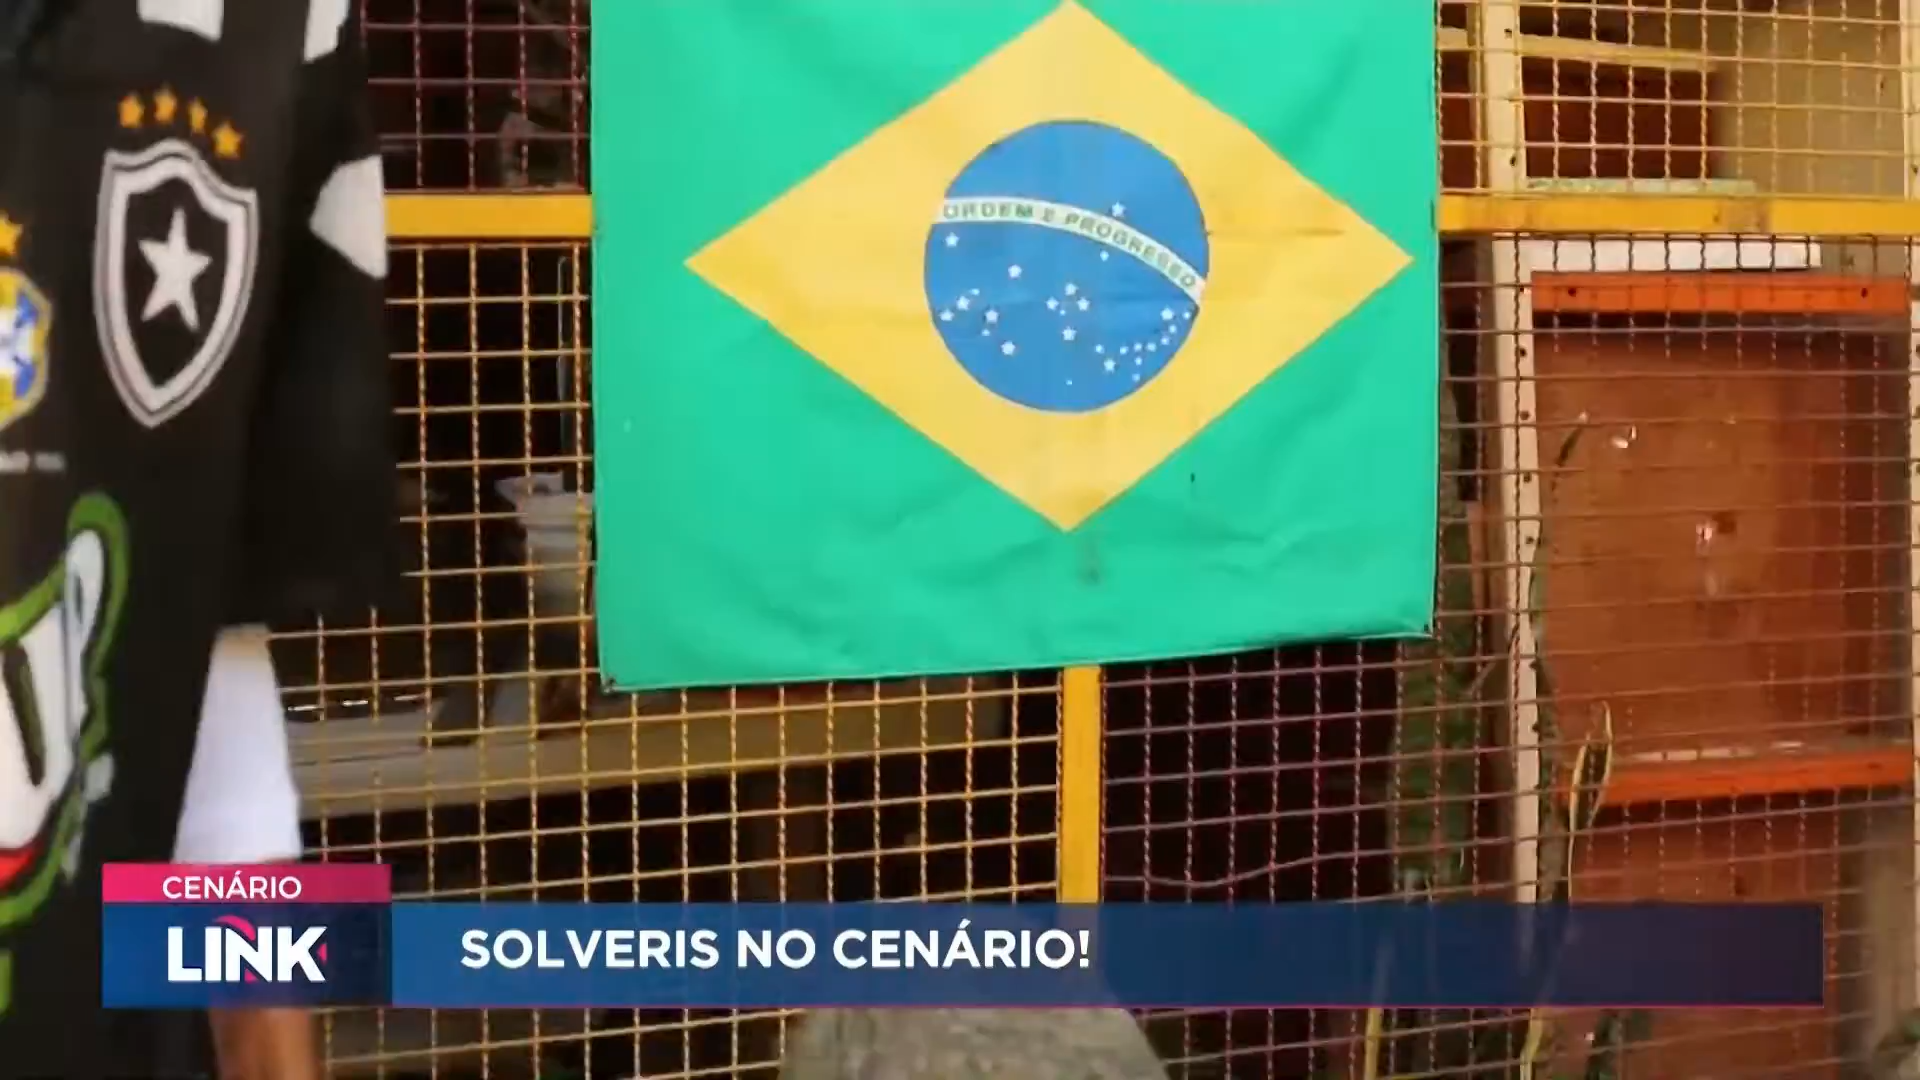 ORDEM E PROGRESSO
CENÁRIO
LINK
SOLVERIS NO CENÁRIO!